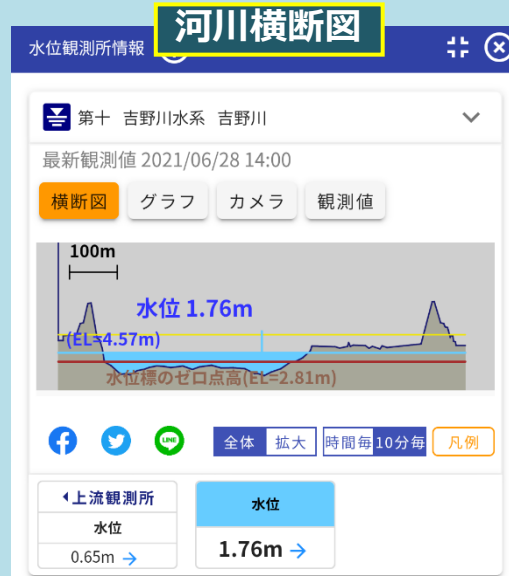 河川横断図
水位観測所情報
第十 吉野川水系 吉野川
最新観測値 2021/06/28 14:00
横断図 グラフ カメラ 観測値
100m
水位 1.76m
(EL=4.57m)
水位標のゼロ点高(EL=2.81m)
LINE
全体 拡大 時間毎 10分毎 凡例
上流観測所
水位
0.65m →
水位
1.76m →